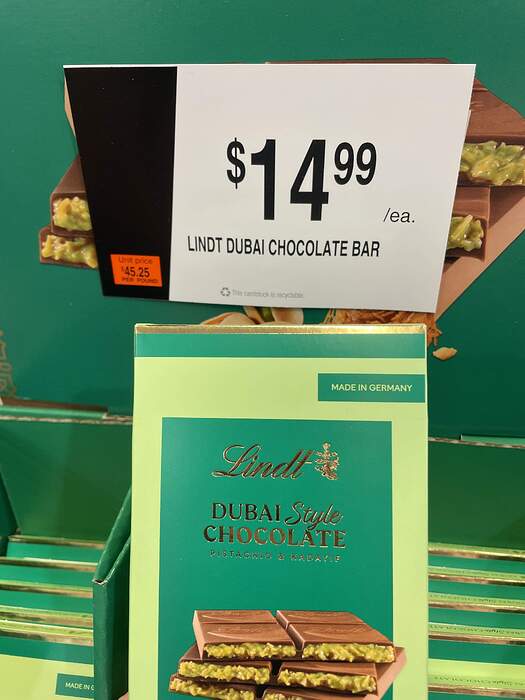 $14.99
/ea.
LINDT DUBAI CHOCOLATE BAR
Unit price
$45.25
PER POUND
This cardstock is recyclable
MADE IN GERMANY
Lindt
DUBAI Style
CHOCOLATE
PISTACHIO & KADAYIF
MADE IN G